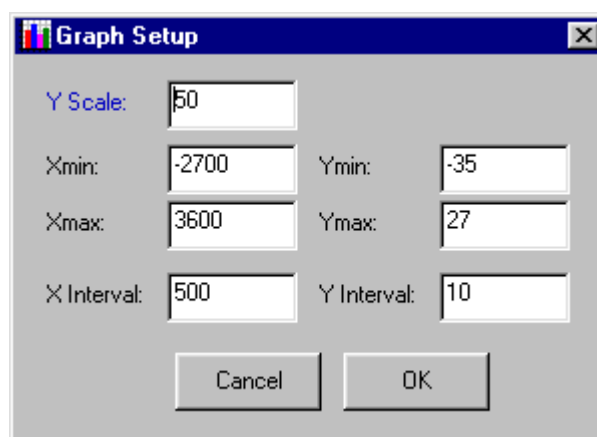 Graph Setup
Y Scale: 50
Xmin: -2700 Ymin: -35
Xmax: 3600 Ymax: 27
X Interval: 500 Y Interval: 10
Cancel OK